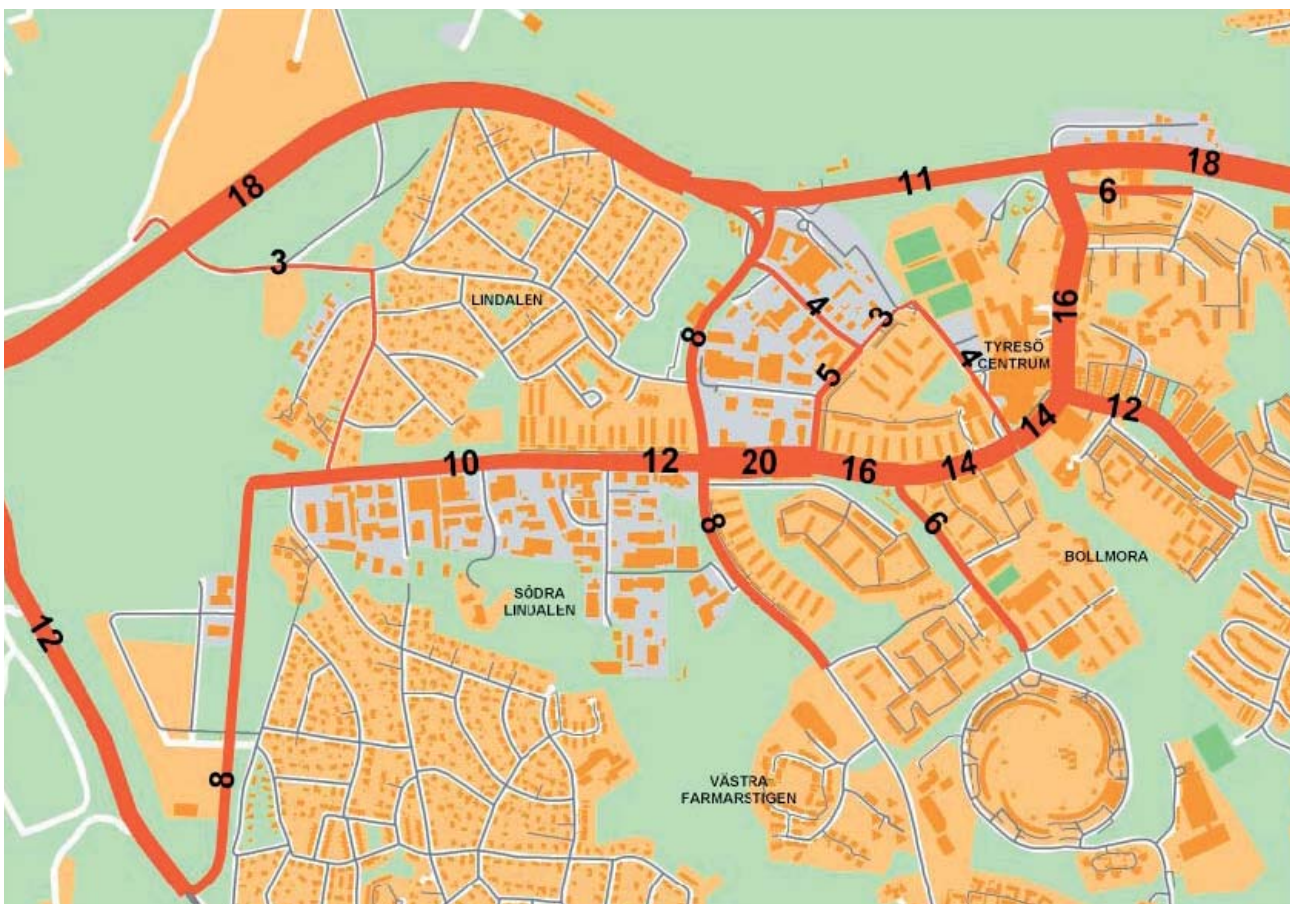 18
11
18
6
3
LINDALEN
8
4
3
16
5
4
TYRESÖ
CENTRUM
12
14
10
12
20
16
14
8
6
BOLLMORA
SÖDRA
LINDALEN
12
8
VÄSTRA
FARMARSTIGEN